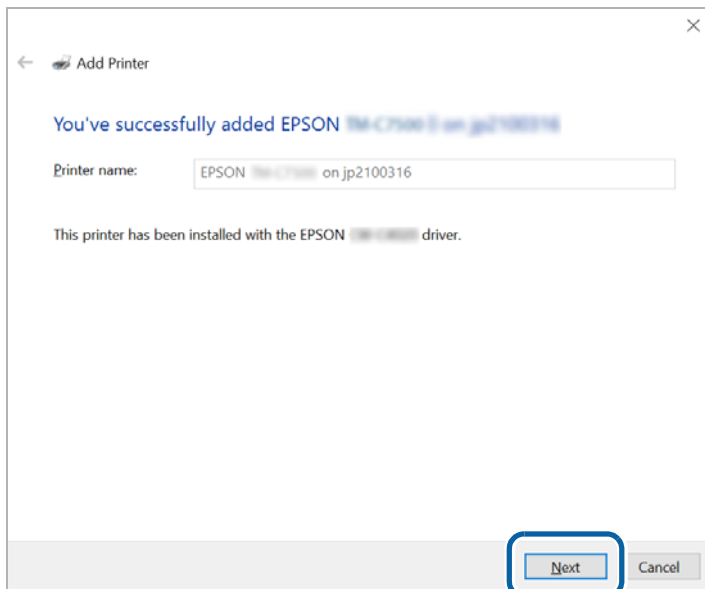 Add Printer
You've successfully added EPSON
Printer name:
EPSON on jp2100316
This printer has been installed with the EPSON driver.
Next
Cancel